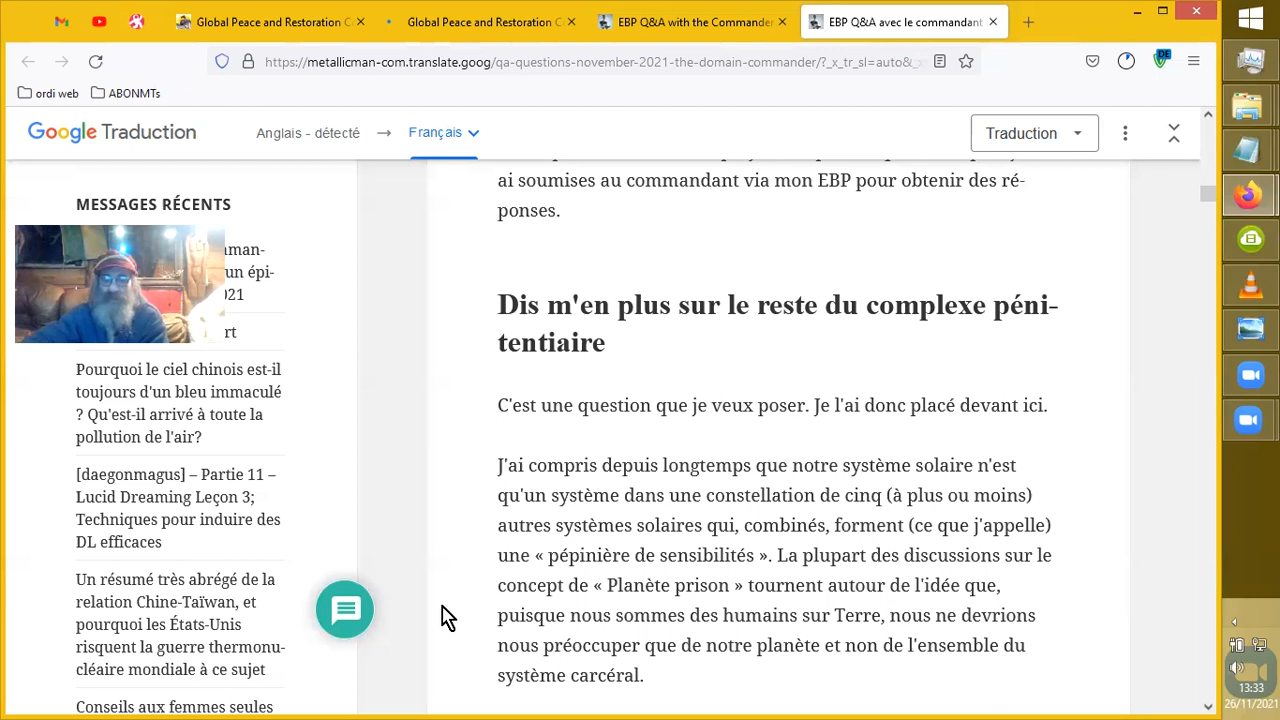 Global Peace and Restoration C
Global Peace and Restoration C
EBP Q&A with the Commander
EBP Q&A avec le commandant
https://metallicman-com.translate.goog/qa-questions-november-2021-the-domain-commander/?_x_tr_sl=auto&_x
DE
ordi web
ABONMTs
Google Traduction
Anglais - détecté
Français
Traduction
ai soumises au commandant via mon EBP pour obtenir des ré-
ponses.
MESSAGES RÉCENTS
man-
un épi-
021
rt
Pourquoi le ciel chinois est-il
toujours d'un bleu immaculé
? Qu'est-il arrivé à toute la
pollution de l'air?
[daegonmagus] – Partie 11 –
Lucid Dreaming Leçon 3;
Techniques pour induire des
DL efficaces
Un résumé très abrégé de la
relation Chine-Taïwan, et
pourquoi les États-Unis
risquent la guerre thermonu-
cléaire mondiale à ce sujet
Conseils aux femmes seules
Dis m'en plus sur le reste du complexe péni-
tentiaire
C'est une question que je veux poser. Je l'ai donc placé devant ici.
J'ai compris depuis longtemps que notre système solaire n'est
qu'un système dans une constellation de cinq (à plus ou moins)
autres systèmes solaires qui, combinés, forment (ce que j'appelle)
une « pépinière de sensibilités ». La plupart des discussions sur le
concept de « Planète prison » tournent autour de l'idée que,
puisque nous sommes des humains sur Terre, nous ne devrions
nous préoccuper que de notre planète et non de l'ensemble du
système carcéral.
13:33
26/11/2021